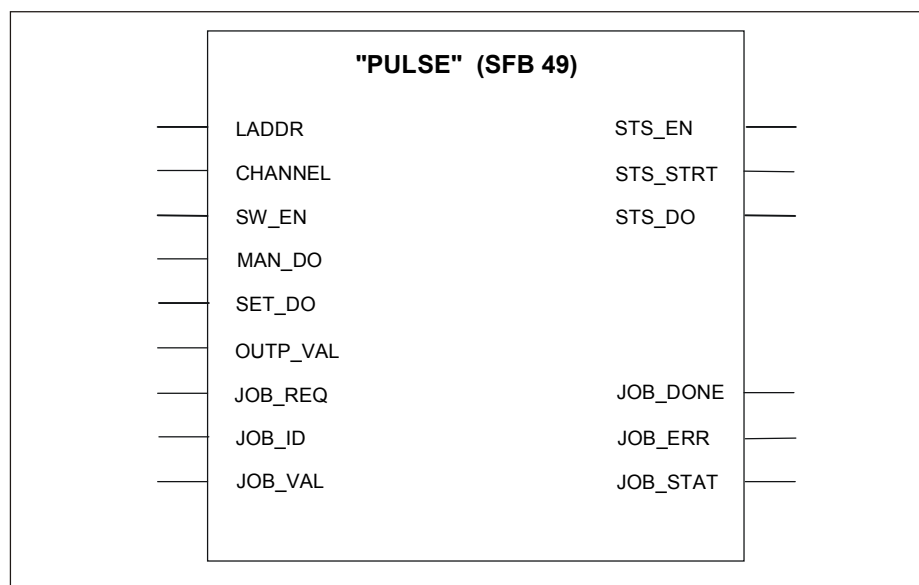 "PULSE" (SFB 49)
LADDR STS_EN
CHANNEL STS_STRT
SW_EN STS_DO
MAN_DO
SET_DO
OUTP_VAL
JOB_REQ JOB_DONE
JOB_ID JOB_ERR
JOB_VAL JOB_STAT